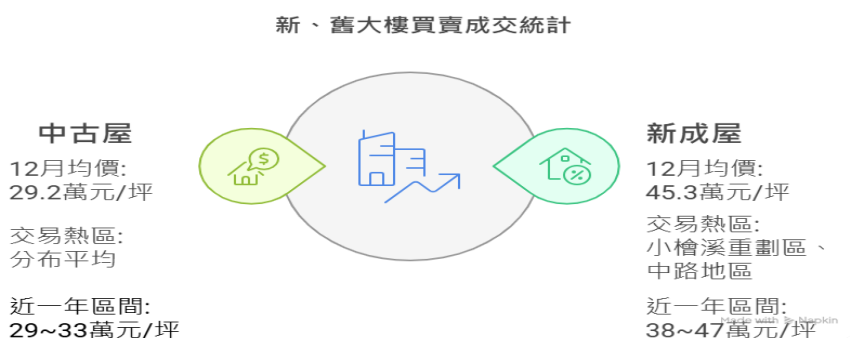 新、舊大樓買賣成交統計
中古屋
12月均價:
29.2萬元/坪
交易熱區:
分布平均
近一年區間:
29~33萬元/坪
新成屋
12月均價:
45.3萬元/坪
交易熱區:
小檜溪重劃區、
中路地區
近一年區間:
38~47萬元/坪
Made with Napkin